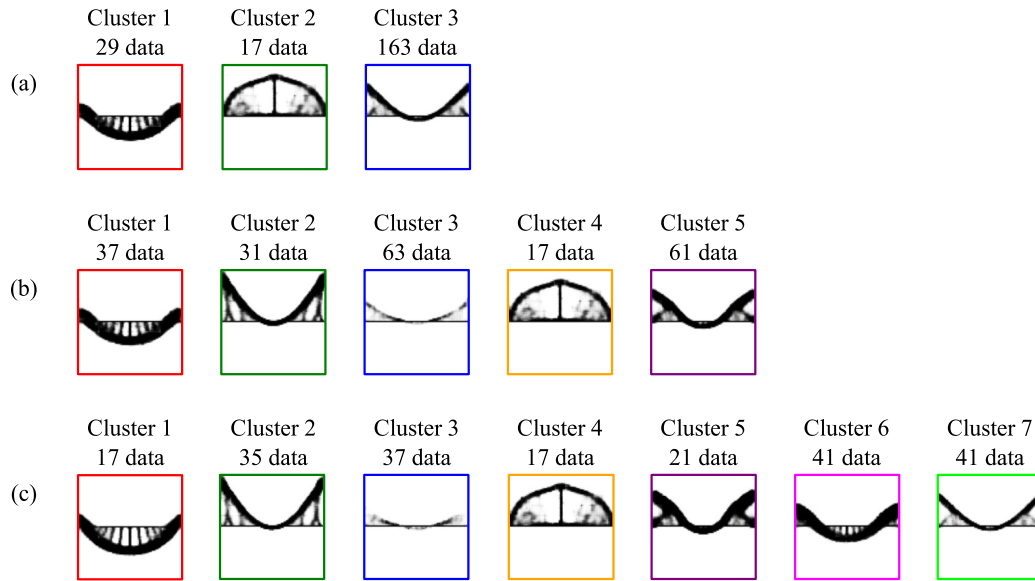 Cluster 1 Cluster 2 Cluster 3
29 data 17 data 163 data
(a)
Cluster 1 Cluster 2 Cluster 3 Cluster 4 Cluster 5
37 data 31 data 63 data 17 data 61 data
(b)
Cluster 1 Cluster 2 Cluster 3 Cluster 4 Cluster 5 Cluster 6 Cluster 7
17 data 35 data 37 data 17 data 21 data 41 data 41 data
(c)